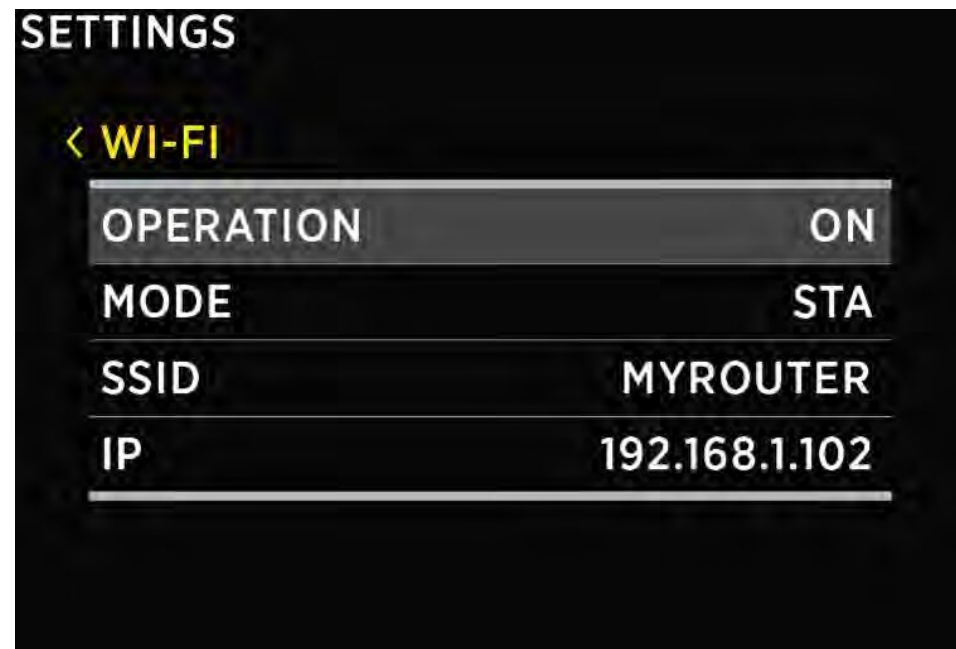 SETTINGS
< WI-FI
OPERATION ON
MODE STA
SSID MYROUTER
IP 192.168.1.102